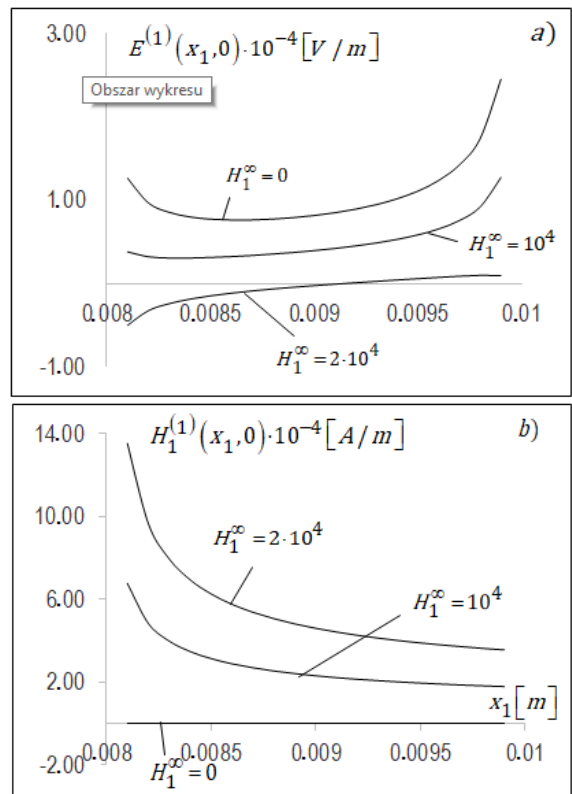 3.00
E^{(1)}(x_1,0)·10^{-4}[V/m]
a)
Obszar wykresu
H_1^∞=0
1.00
H_1^∞=10^4
0.008 0.0085 0.009 0.0095 0.01
H_1^∞=2·10^4
-1.00
14.00
H_1^{(1)}(x_1,0)·10^{-4}[A/m]
b)
10.00
H_1^∞=2·10^4
6.00
H_1^∞=10^4
2.00
x_1[m]
0.008 0.0085 0.009 0.0095 0.01
-2.00
H_1^∞=0